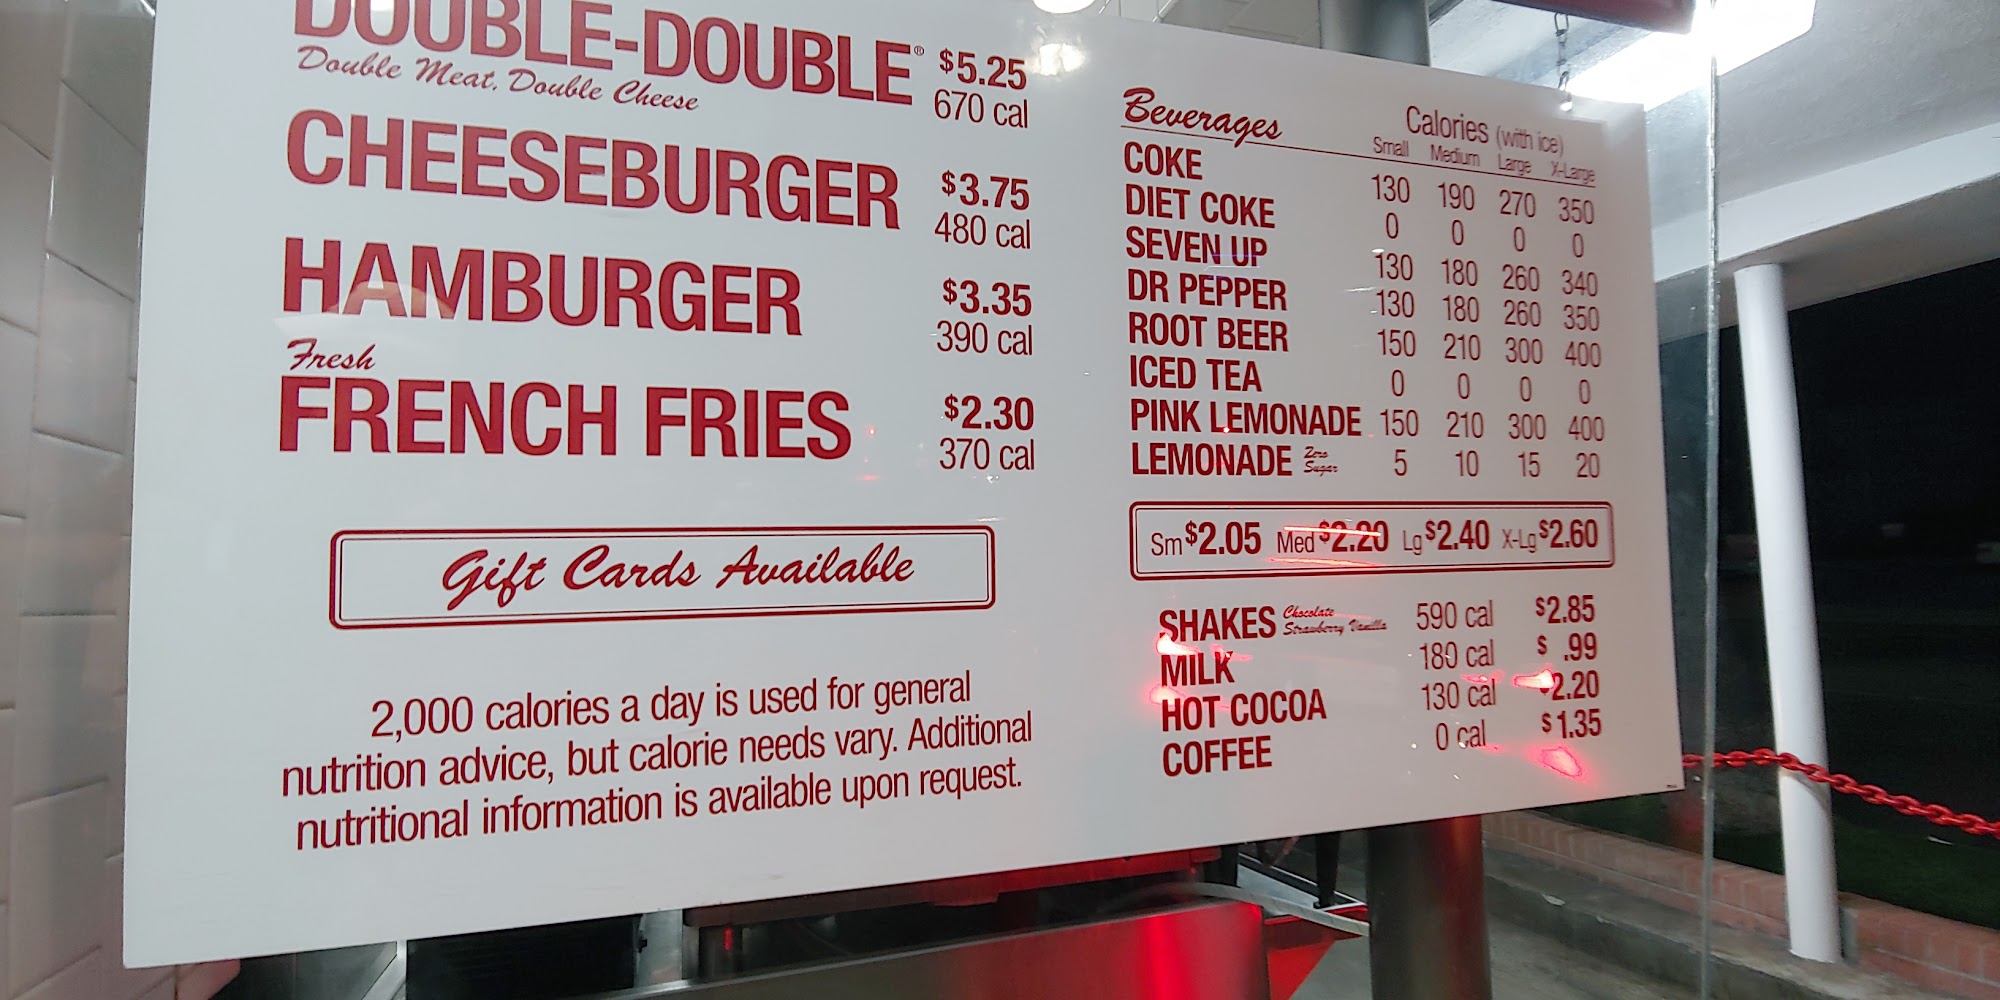 DOUBLE-DOUBLE® $5.25
Double Meat, Double Cheese 670 cal
CHEESEBURGER $3.75
480 cal
HAMBURGER $3.35
390 cal
Fresh
FRENCH FRIES $2.30
370 cal
Gift Cards Available
2,000 calories a day is used for general
nutrition advice, but calorie needs vary. Additional
nutritional information is available upon request.
Beverages Calories (with ice)
Small Medium Large X-Large
COKE 130 190 270 350
DIET COKE 0 0 0 0
SEVEN UP 130 180 260 340
DR PEPPER 130 180 260 350
ROOT BEER 150 210 300 400
ICED TEA 0 0 0 0
PINK LEMONADE 150 210 300 400
LEMONADE Zero Sugar 5 10 15 20
Sm $2.05 Med $2.20 Lg $2.40 X-Lg $2.60
SHAKES Chocolate Strawberry Vanilla 590 cal $2.85
MILK 180 cal $ .99
HOT COCOA 130 cal $2.20
COFFEE 0 cal $1.35